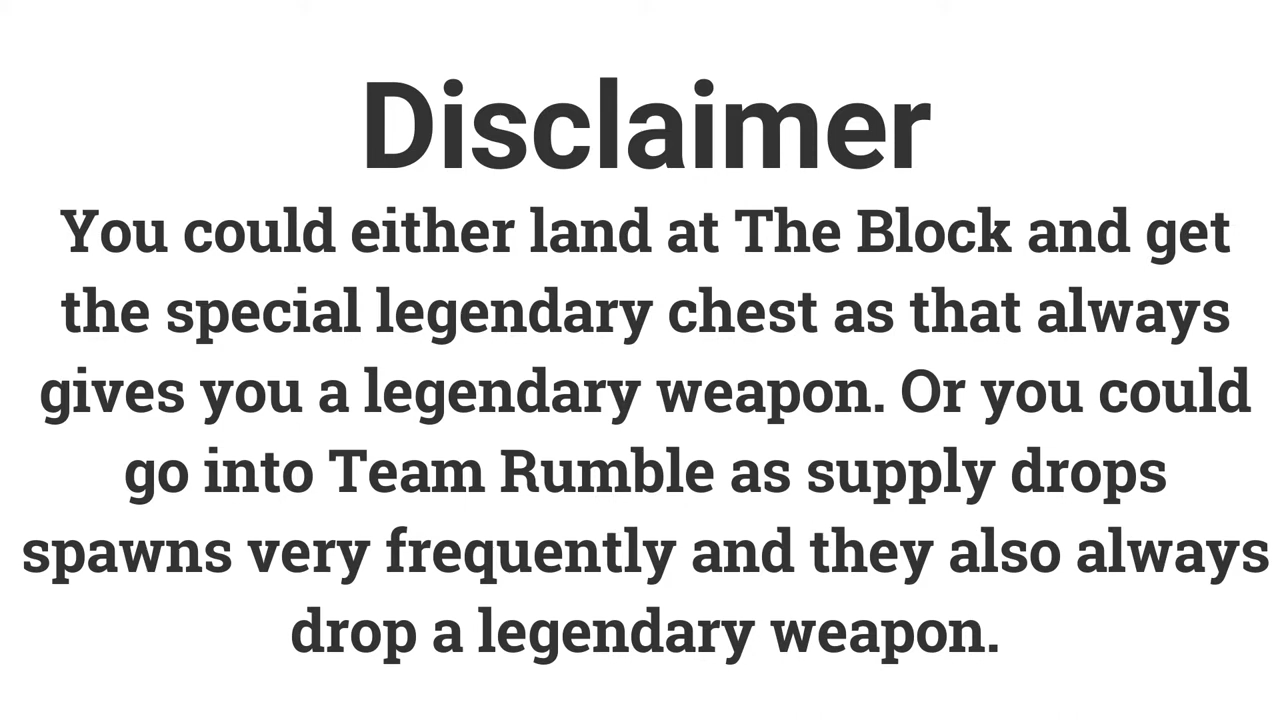 Disclaimer
You could either land at The Block and get
the special legendary chest as that always
gives you a legendary weapon. Or you could
go into Team Rumble as supply drops
spawns very frequently and they also always
drop a legendary weapon.